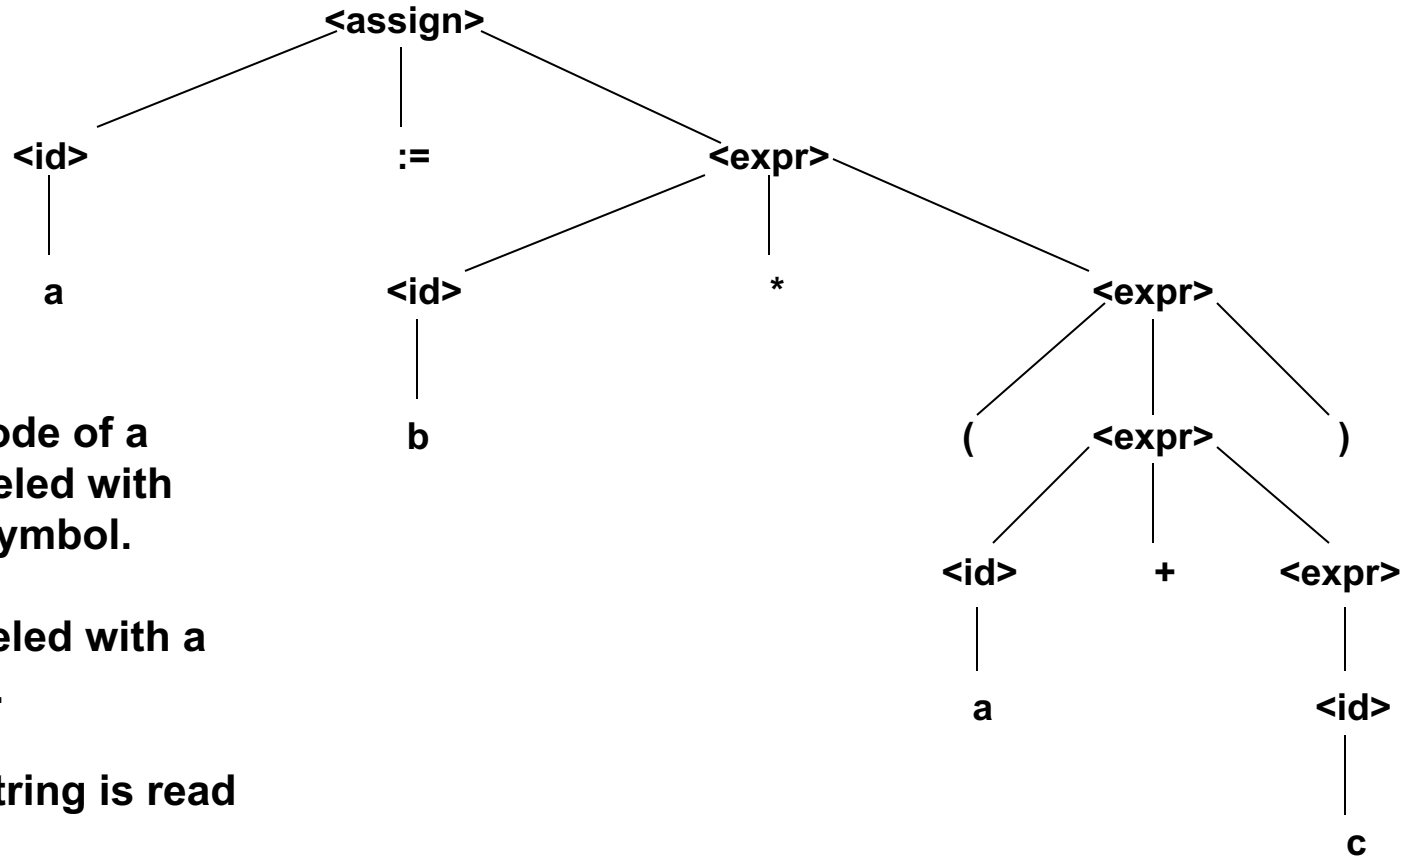 <assign>
<id> := <expr>
a <id> * <expr>
ode of a b ( <expr> )
eled with
ymbol.
<id> + <expr>
eled with a
a <id>
.
tring is read
c